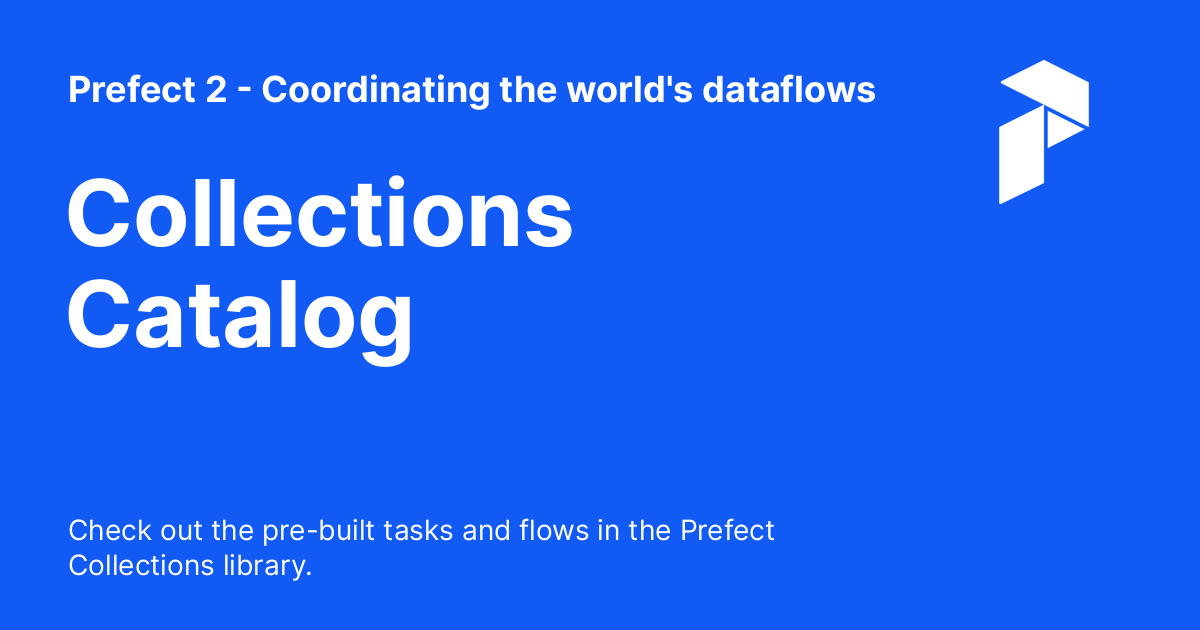 Prefect 2 - Coordinating the world's dataflows
Collections
Catalog
Check out the pre-built tasks and flows in the Prefect
Collections library.